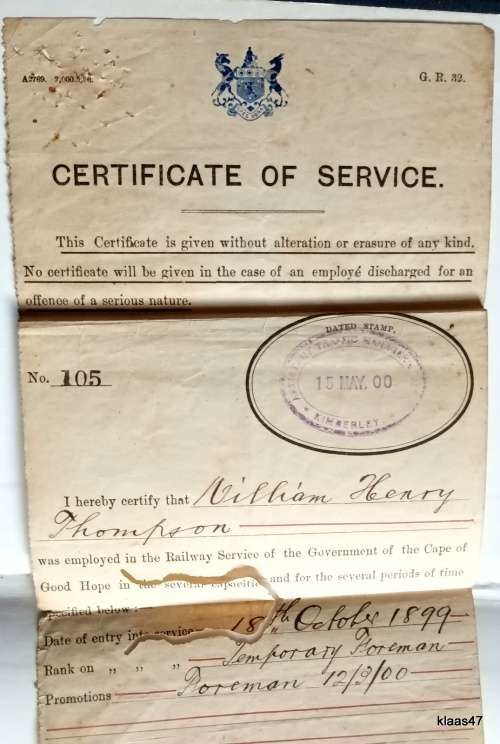 A2769. 2,000.5.96.
G. R. 32.
CERTIFICATE OF SERVICE.
This Certificate is given without alteration or erasure of any kind.
No certificate will be given in the case of an employé discharged for an
offence of a serious nature.
DATED STAMP.
TRAFFIC MANAGER
15 MAY. 00
KIMBERLEY.
No. 105
I hereby certify that William Henry
Thompson
was employed in the Railway Service of the Government of the Cape of
Good Hope in the several capacities and for the several periods of time
specified below:—
Date of entry into service 18th October 1899
Rank on „ „ „ Temporary Foreman
Promotions Foreman 12/3/00
klaas47